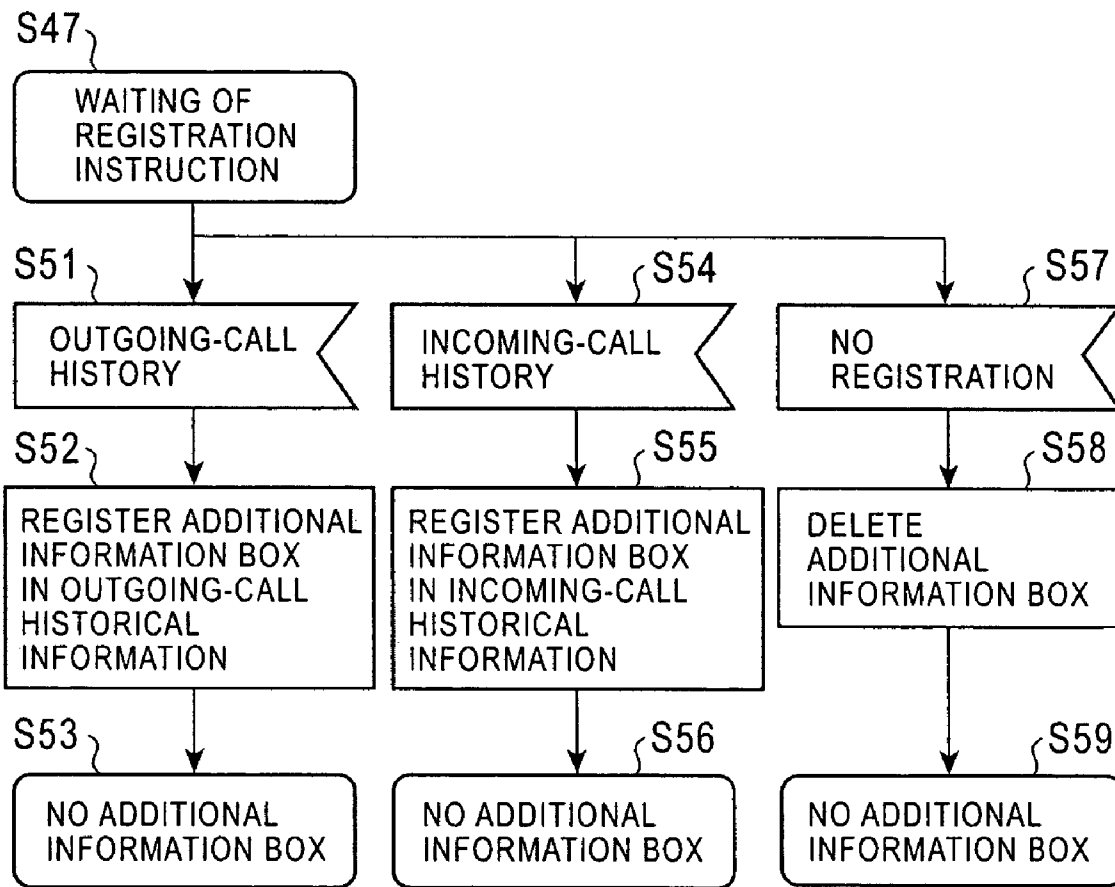 S47
WAITING OF
REGISTRATION
INSTRUCTION
S51
OUTGOING-CALL
HISTORY
S54
INCOMING-CALL
HISTORY
S57
NO
REGISTRATION
S52
REGISTER ADDITIONAL
INFORMATION BOX
IN OUTGOING-CALL
HISTORICAL
INFORMATION
S55
REGISTER ADDITIONAL
INFORMATION BOX
IN INCOMING-CALL
HISTORICAL
INFORMATION
S58
DELETE
ADDITIONAL
INFORMATION BOX
S53
NO ADDITIONAL
INFORMATION BOX
S56
NO ADDITIONAL
INFORMATION BOX
S59
NO ADDITIONAL
INFORMATION BOX